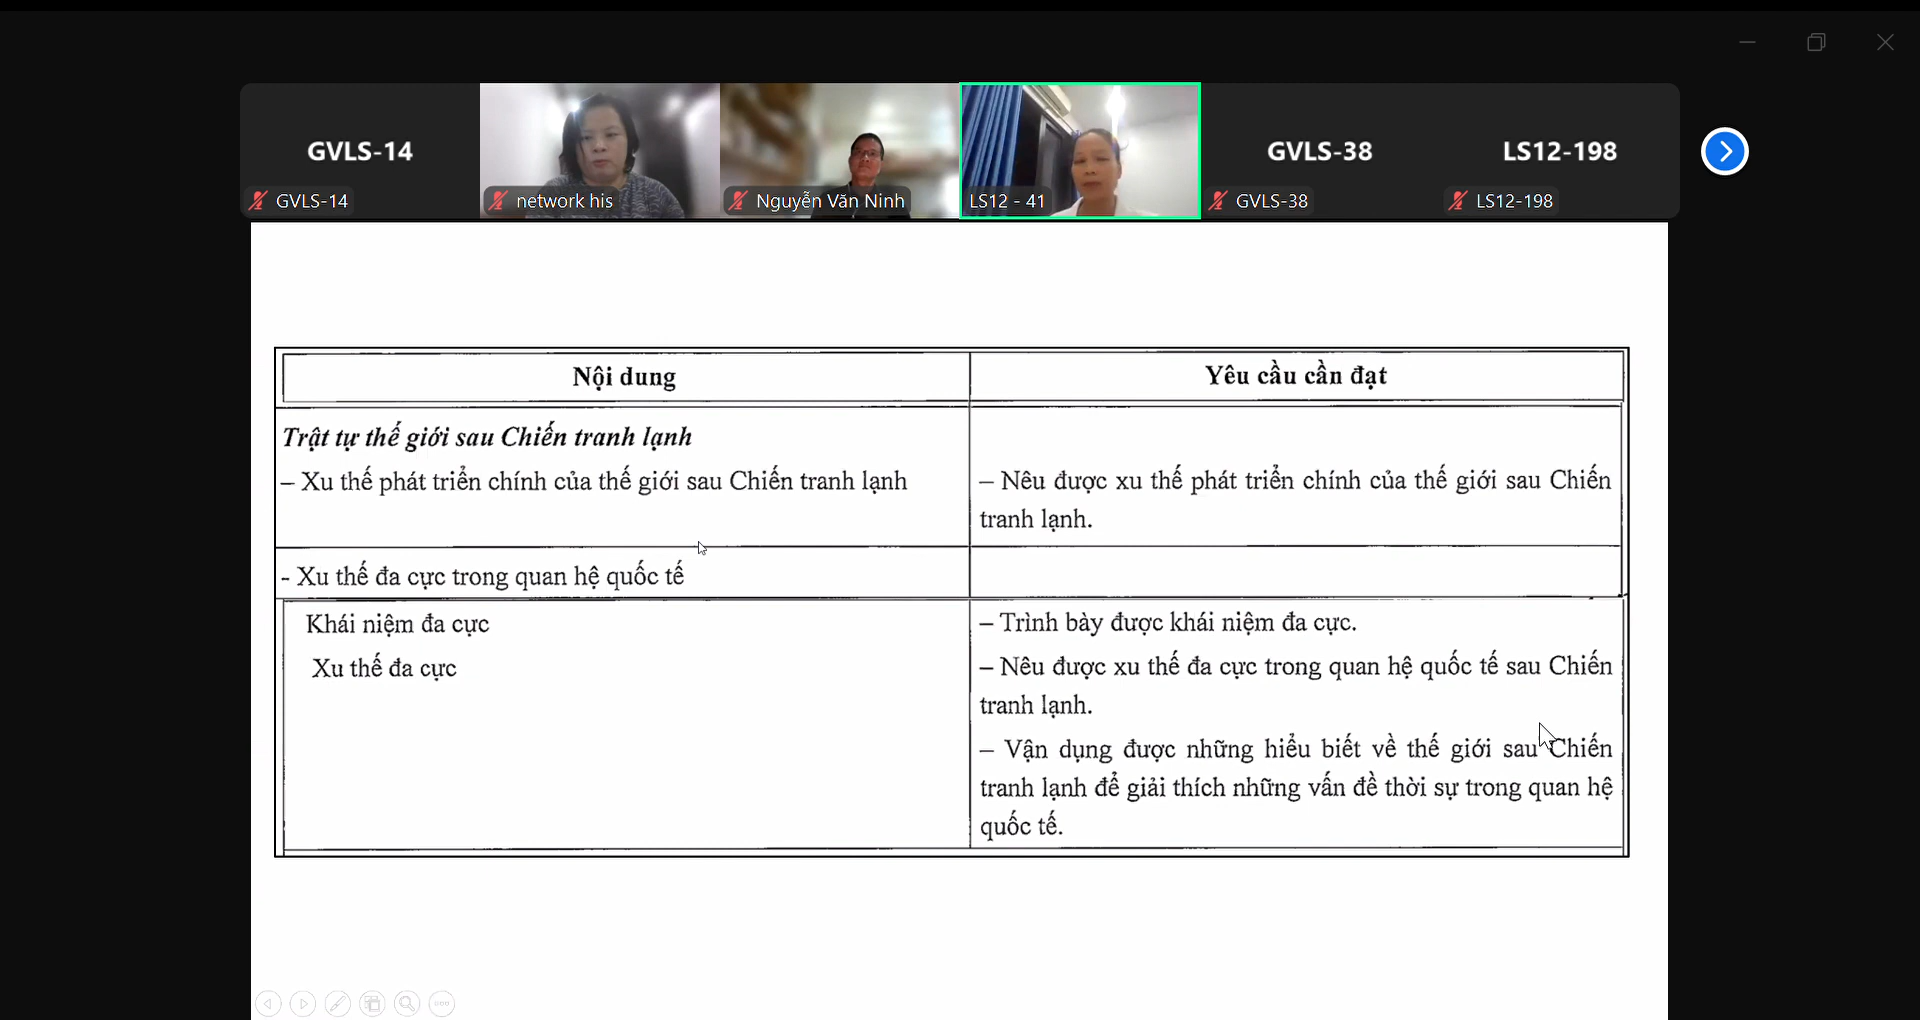 GVLS-14
GVLS-38
LS12-198
GVLS-14
network his
Nguyễn Văn Ninh
LS12 - 41
GVLS-38
LS12-198
Nội dung
Yêu cầu cần đạt
Trật tự thế giới sau Chiến tranh lạnh
– Xu thế phát triển chính của thế giới sau Chiến tranh lạnh
– Nêu được xu thế phát triển chính của thế giới sau Chiến
tranh lạnh.
- Xu thế đa cực trong quan hệ quốc tế
Khái niệm đa cực
Xu thế đa cực
– Trình bày được khái niệm đa cực.
– Nêu được xu thế đa cực trong quan hệ quốc tế sau Chiến
tranh lạnh.
– Vận dụng được những hiểu biết về thế giới sau Chiến
tranh lạnh để giải thích những vấn đề thời sự trong quan hệ
quốc tế.